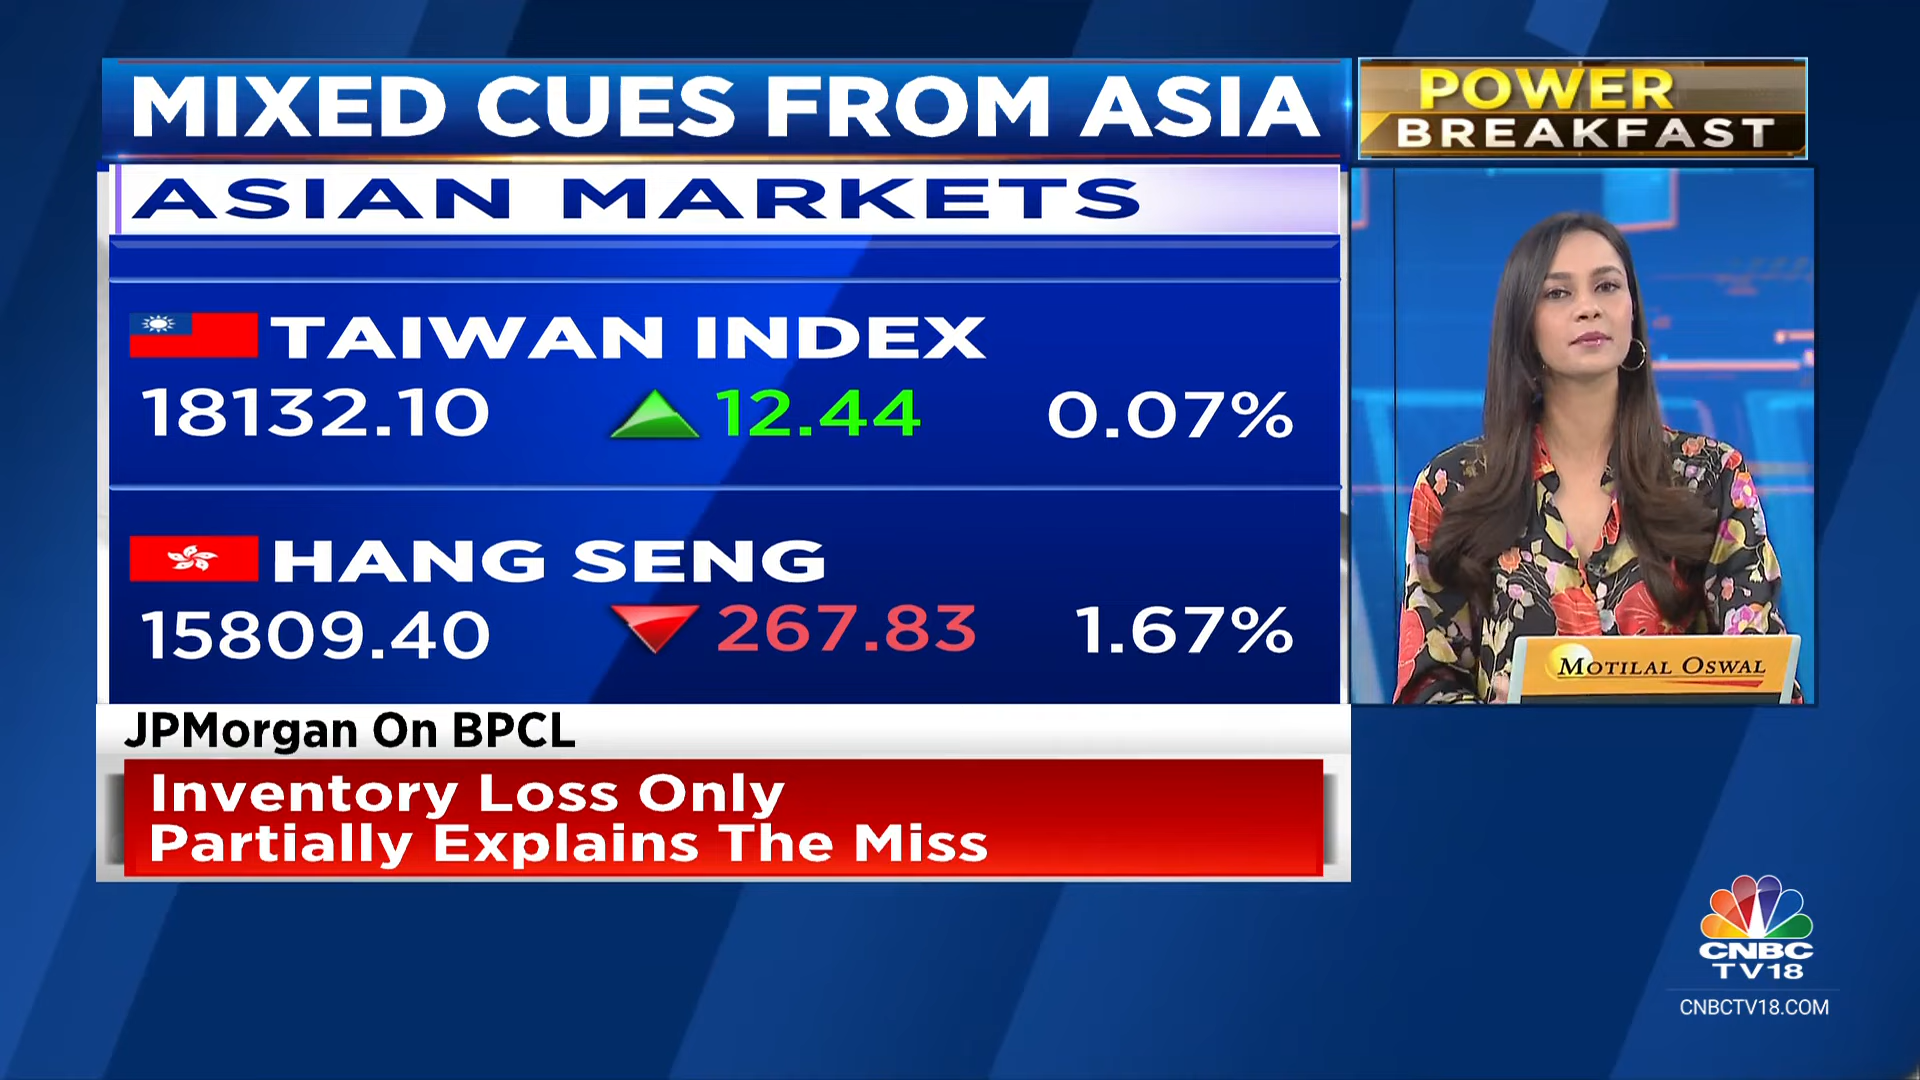 MIXED CUES FROM ASIA
POWER
BREAKFAST
ASIAN MARKETS
TAIWAN INDEX
18132.10 12.44 0.07%
HANG SENG
15809.40 267.83 1.67%
MOTILAL OSWAL
JPMorgan On BPCL
Inventory Loss Only
Partially Explains The Miss
CNBC
TV18
CNBCTV18.COM